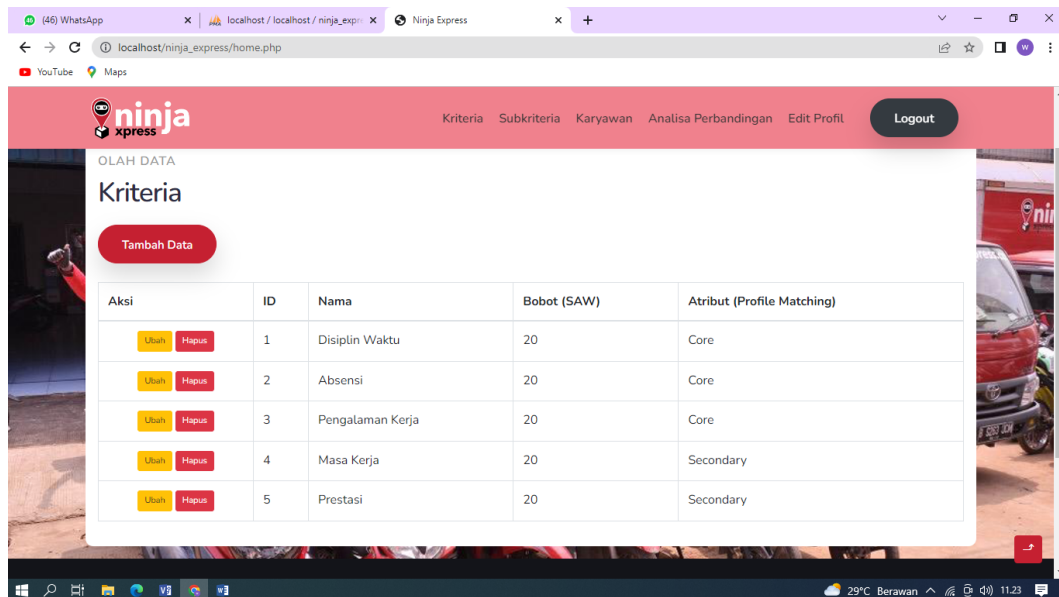 (46) WhatsApp
localhost / localhost / ninja_expre
Ninja Express
localhost/ninja_express/home.php
YouTube Maps
ninja
xpress
Kriteria Subkriteria Karyawan Analisa Perbandingan Edit Profil Logout
OLAH DATA
Kriteria
Tambah Data
Aksi ID Nama Bobot (SAW) Atribut (Profile Matching)
Ubah Hapus 1 Disiplin Waktu 20 Core
Ubah Hapus 2 Absensi 20 Core
Ubah Hapus 3 Pengalaman Kerja 20 Core
Ubah Hapus 4 Masa Kerja 20 Secondary
Ubah Hapus 5 Prestasi 20 Secondary
29°C Berawan 11.23